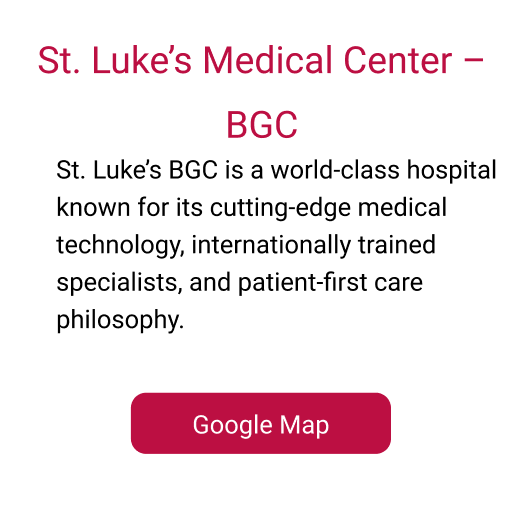 St. Luke’s Medical Center –
BGC
St. Luke’s BGC is a world-class hospital
known for its cutting-edge medical
technology, internationally trained
specialists, and patient-first care
philosophy.
Google Map